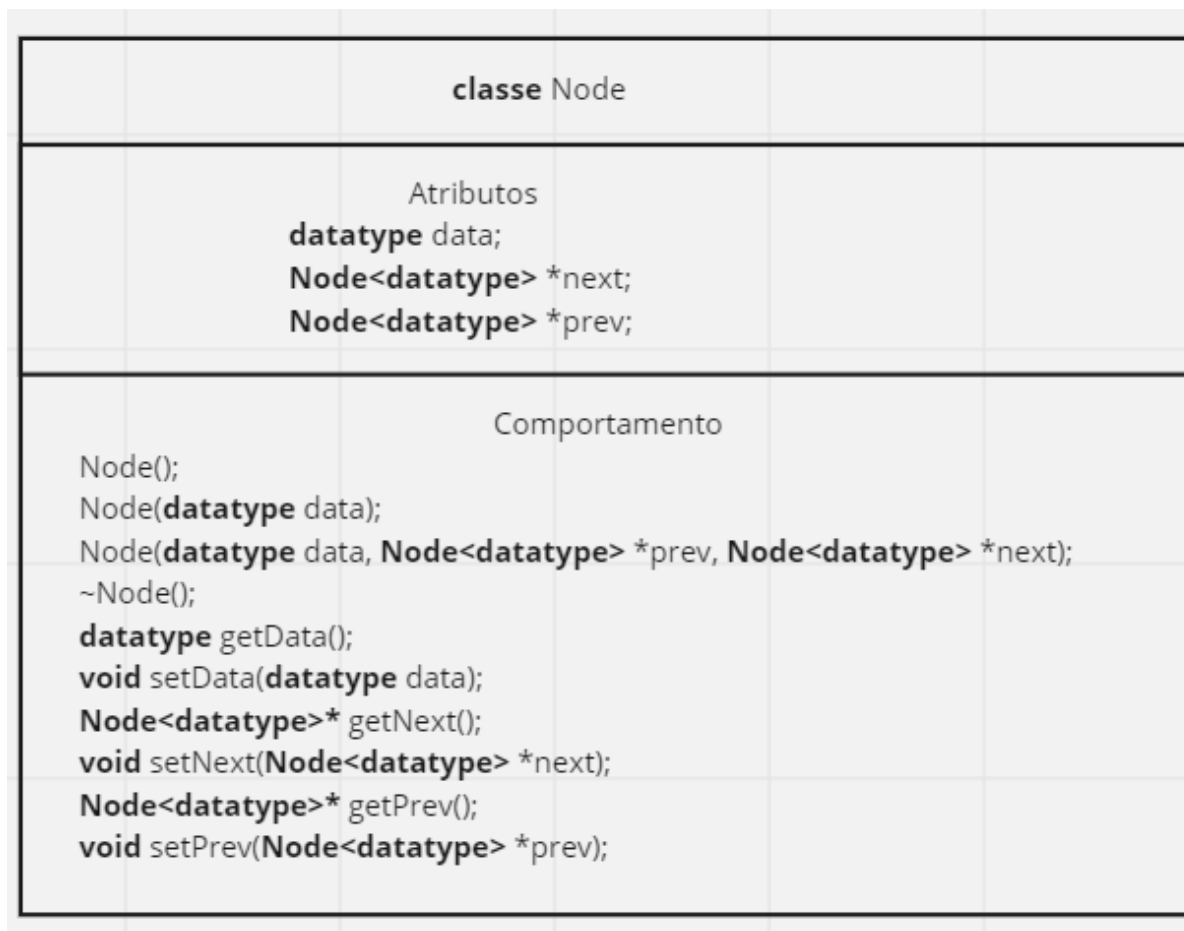 classe Node
Atributos
datatype data;
Node<datatype> *next;
Node<datatype> *prev;
Comportamento
Node();
Node(datatype data);
Node(datatype data, Node<datatype> *prev, Node<datatype> *next);
~Node();
datatype getData();
void setData(datatype data);
Node<datatype>* getNext();
void setNext(Node<datatype> *next);
Node<datatype>* getPrev();
void setPrev(Node<datatype> *prev);